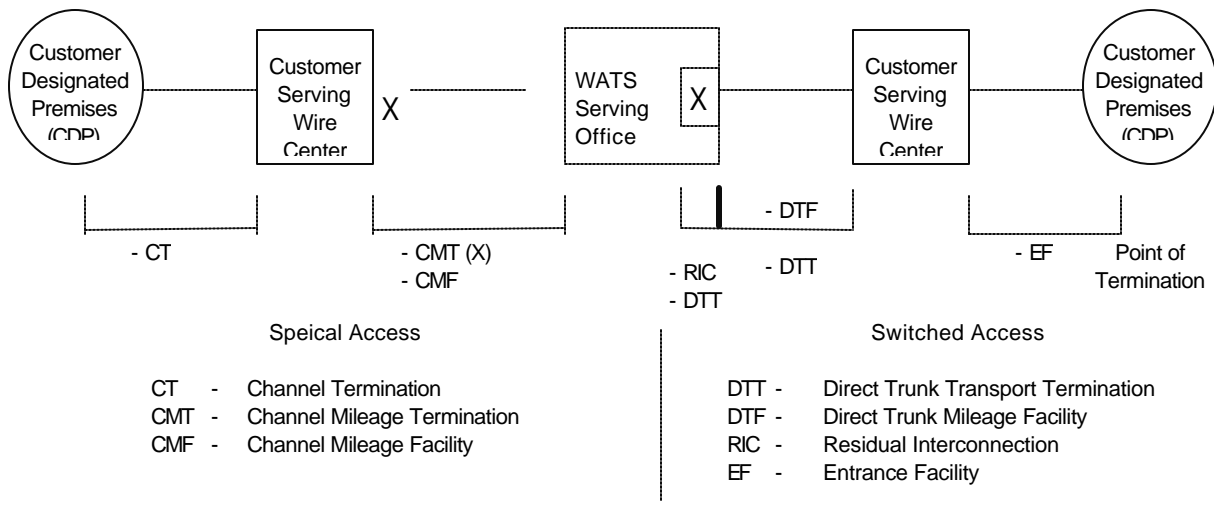 Customer
Designated
Premises
(CDP)
Customer
Serving
Wire
Center
X
WATS
Serving
Office
X
Customer
Serving
Wire
Center
Customer
Designated
Premises
(CDP)
- CT
- CMT (X)
- CMF
- RIC
- DTT
- DTF
- DTT
- EF
Point of
Termination
Speical Access
CT - Channel Termination
CMT - Channel Mileage Termination
CMF - Channel Mileage Facility
Switched Access
DTT - Direct Trunk Transport Termination
DTF - Direct Trunk Mileage Facility
RIC - Residual Interconnection
EF - Entrance Facility